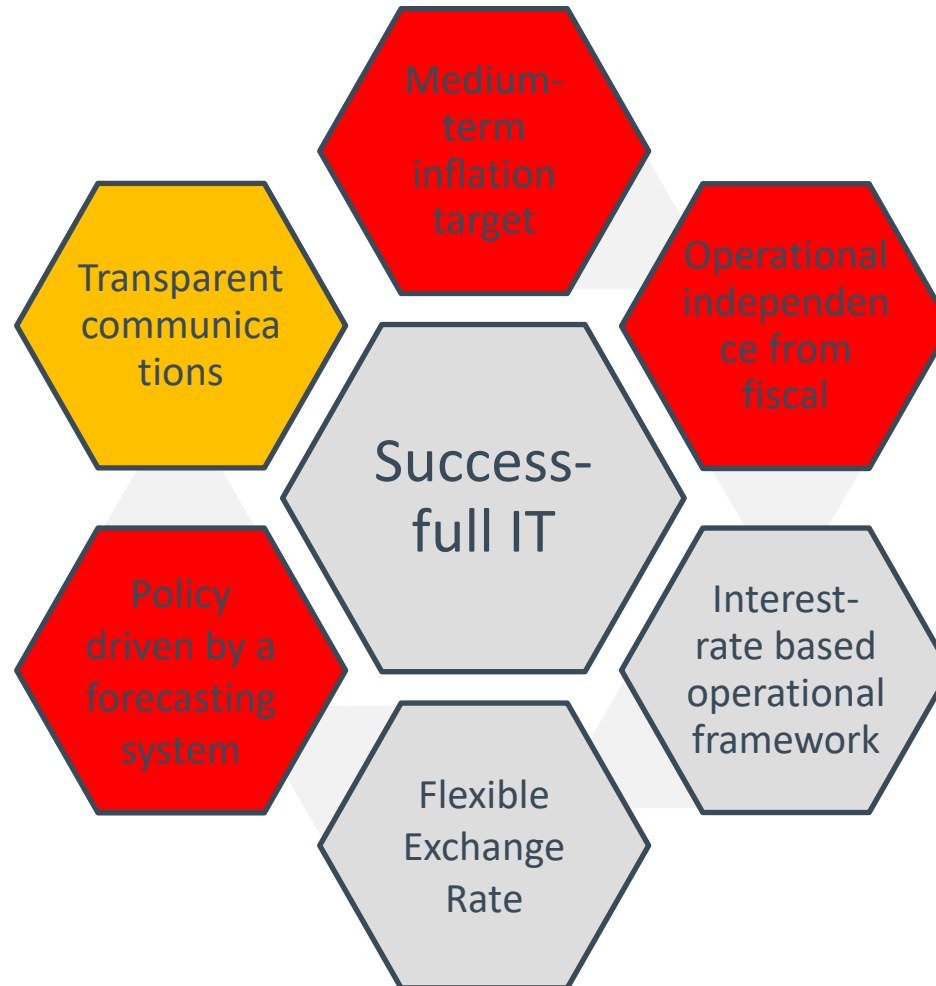 Medium-
term
inflation
target
Transparent
communica
tions
Operational
independen
ce from
fiscal
Success-
full IT
Policy
driven by a
forecasting
system
Interest-
rate based
operational
framework
Flexible
Exchange
Rate